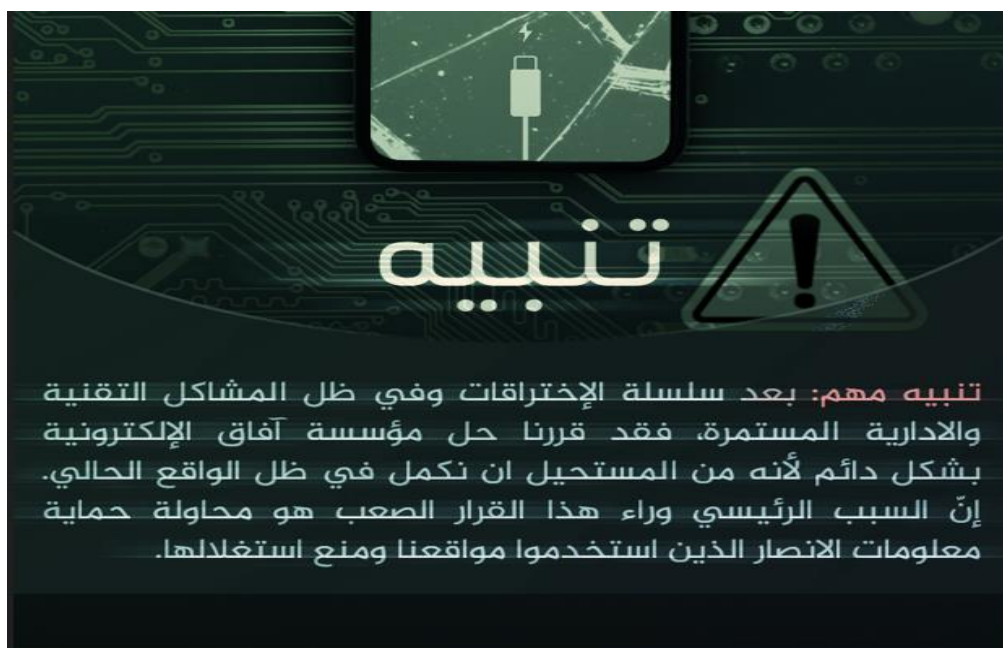 تنبيه
تنبيه مهم: بعد سلسلة الإختراقات وفي ظل المشاكل التقنية
والادارية المستمرة، فقد قررنا حل مؤسسة آفاق الإلكترونية
بشكل دائم لأنه من المستحيل ان نكمل في ظل الواقع الحالي.
إنّ السبب الرئيسي وراء هذا القرار الصعب هو محاولة حماية
معلومات الانصار الذين استخدموا مواقعنا ومنع استغلالها.